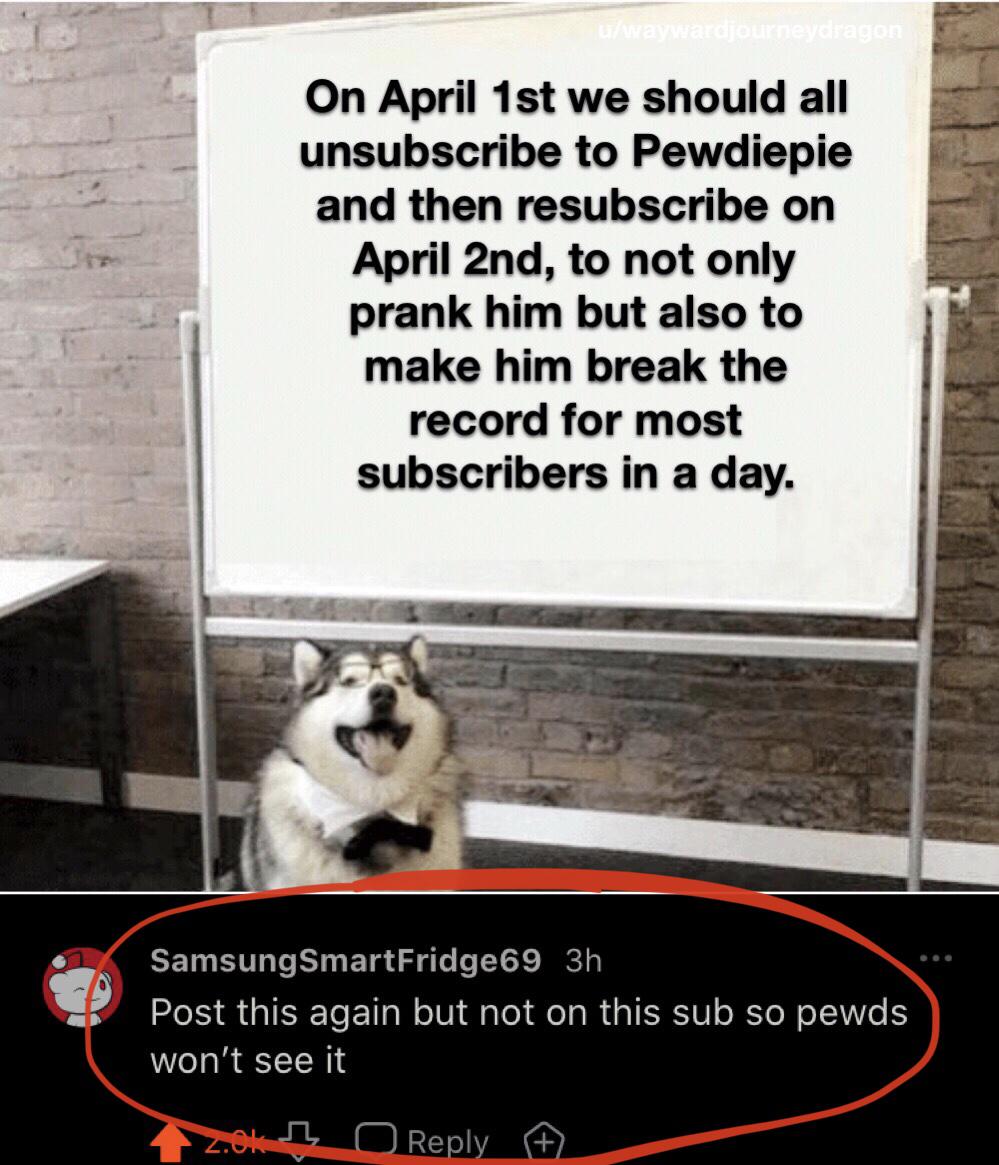 u/waywardjourneydragon
On April 1st we should all
unsubscribe to Pewdiepie
and then resubscribe on
April 2nd, to not only
prank him but also to
make him break the
record for most
subscribers in a day.
SamsungSmartFridge69 3h
Post this again but not on this sub so pewds
won't see it
2.0k Reply